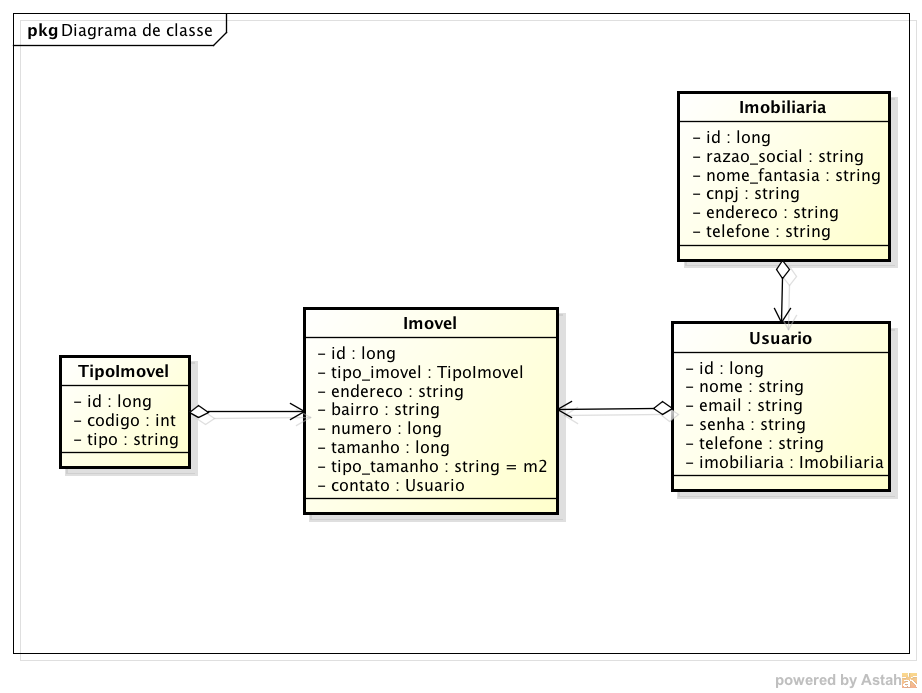 pkg Diagrama de classe
Imobiliaria
- id : long
- razao_social : string
- nome_fantasia : string
- cnpj : string
- endereco : string
- telefone : string
TipoImovel
- id : long
- codigo : int
- tipo : string
Imovel
- id : long
- tipo_imovel : TipoImovel
- endereco : string
- bairro : string
- numero : long
- tamanho : long
- tipo_tamanho : string = m2
- contato : Usuario
Usuario
- id : long
- nome : string
- email : string
- senha : string
- telefone : string
- imobiliaria : Imobiliaria
powered by Astah